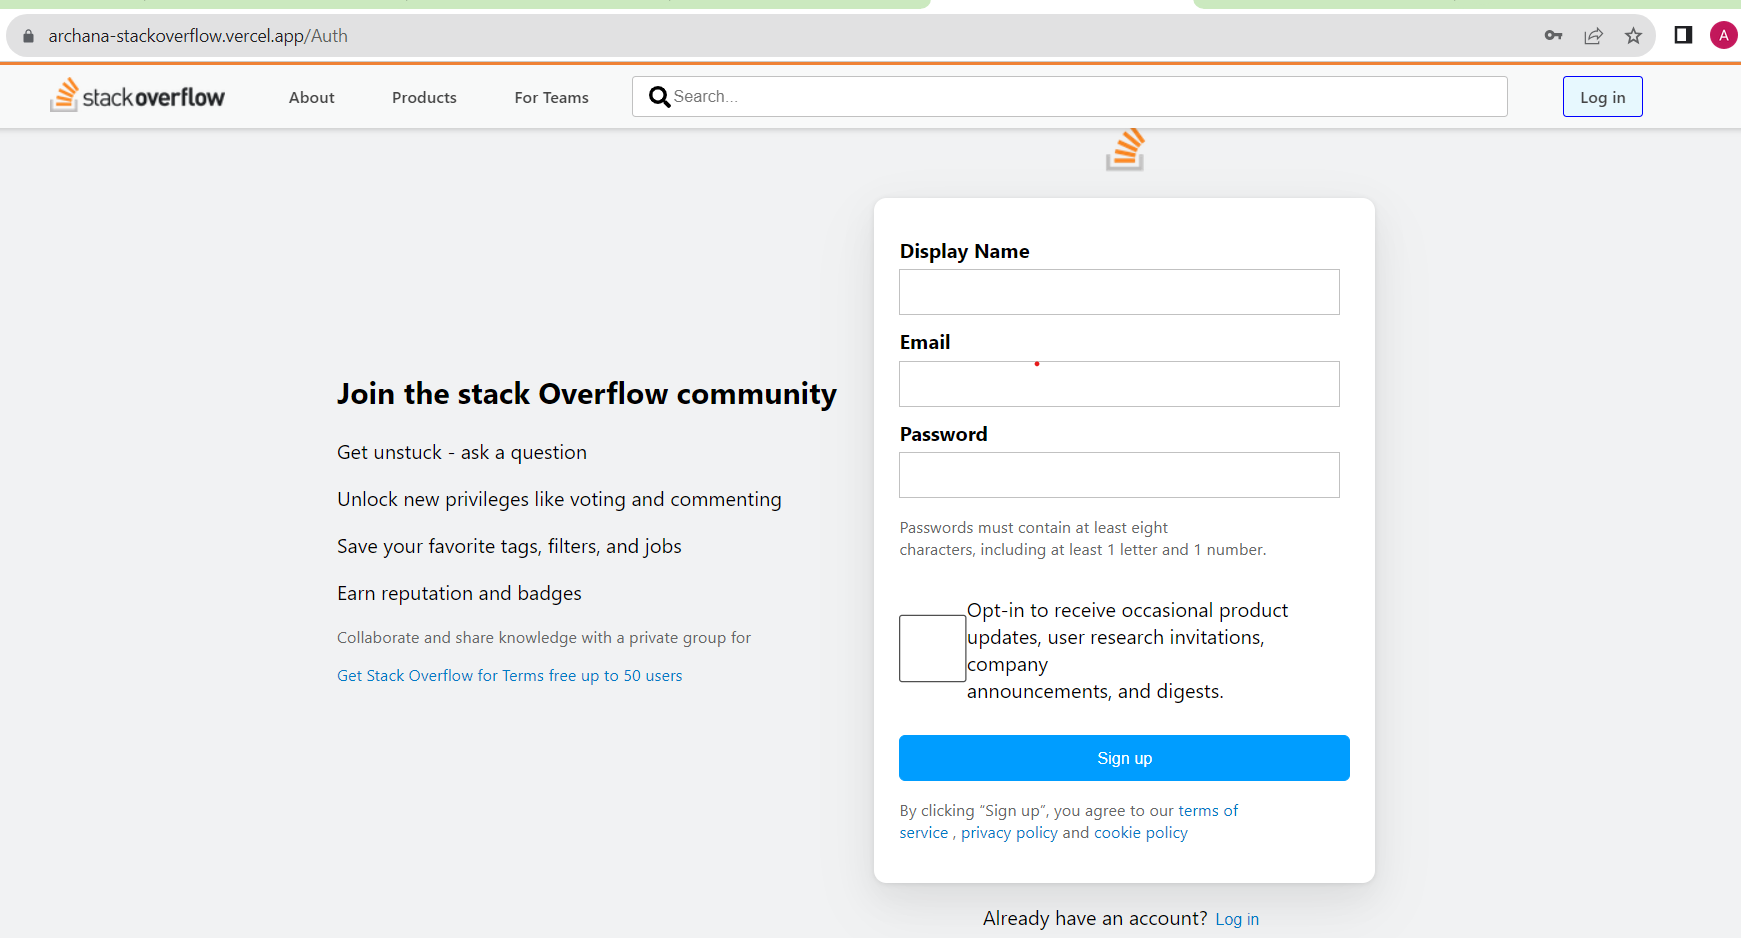 archana-stackoverflow.vercel.app/Auth
A
stackoverflow
About
Products
For Teams
Search...
Log in
Join the stack Overflow community
Get unstuck - ask a question
Unlock new privileges like voting and commenting
Save your favorite tags, filters, and jobs
Earn reputation and badges
Collaborate and share knowledge with a private group for
Get Stack Overflow for Terms free up to 50 users
Display Name
Email
Password
Passwords must contain at least eight
characters, including at least 1 letter and 1 number.
Opt-in to receive occasional product
updates, user research invitations,
company
announcements, and digests.
Sign up
By clicking “Sign up”, you agree to our terms of
service , privacy policy and cookie policy
Already have an account? Log in